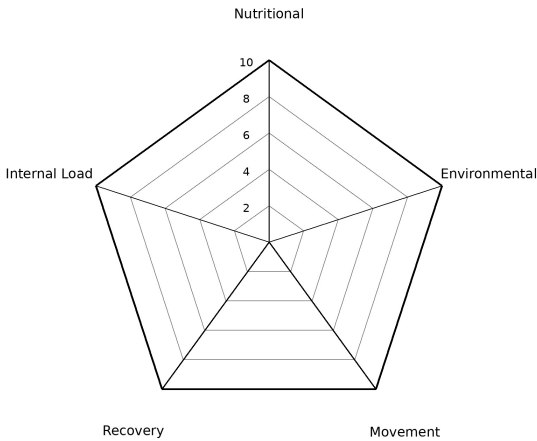 Nutritional
10
8
6
4
2
Internal Load
Environmental
Recovery
Movement